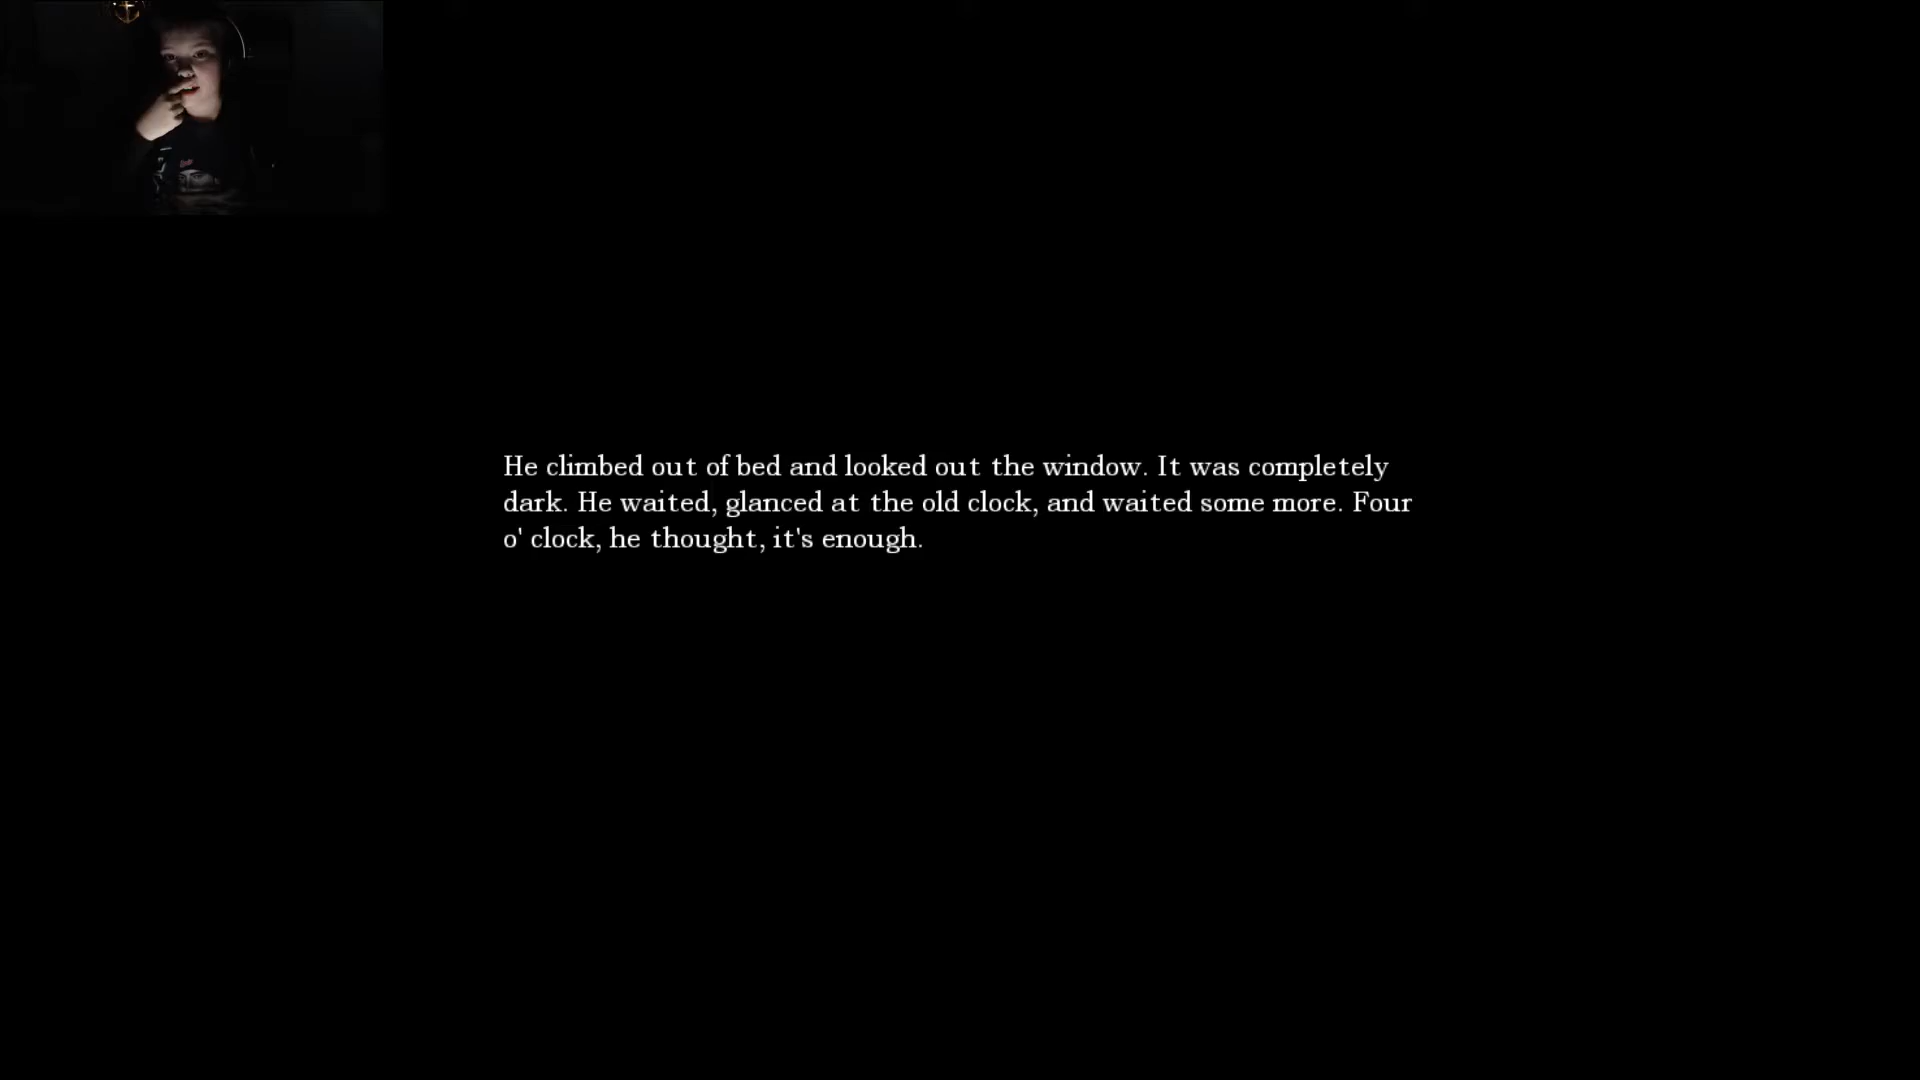 He climbed out of bed and looked out the window. It was completely
dark. He waited, glanced at the old clock, and waited some more. Four
o' clock, he thought, it's enough.